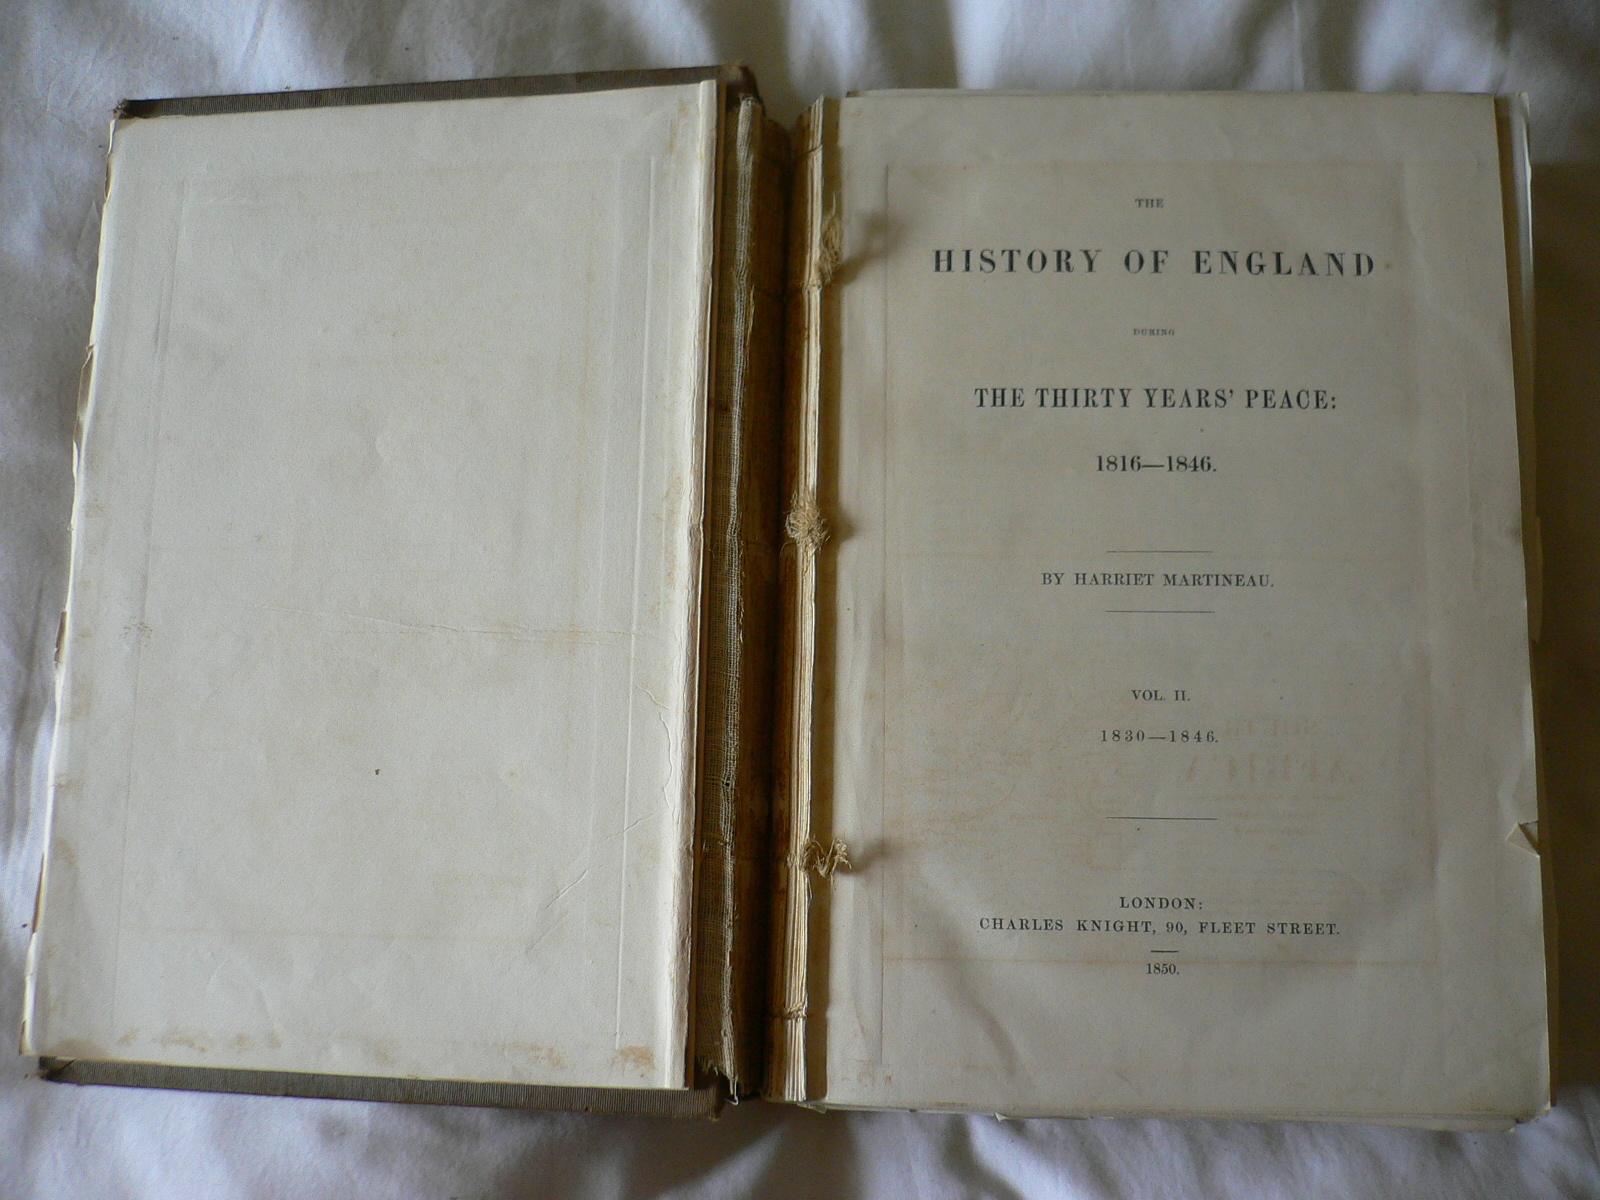 THE
HISTORY OF ENGLAND
DURING
THE THIRTY YEARS' PEACE:
1816—1846.
BY HARRIET MARTINEAU.
VOL. II.
1830—1846.
LONDON:
CHARLES KNIGHT, 90, FLEET STREET.
1850.